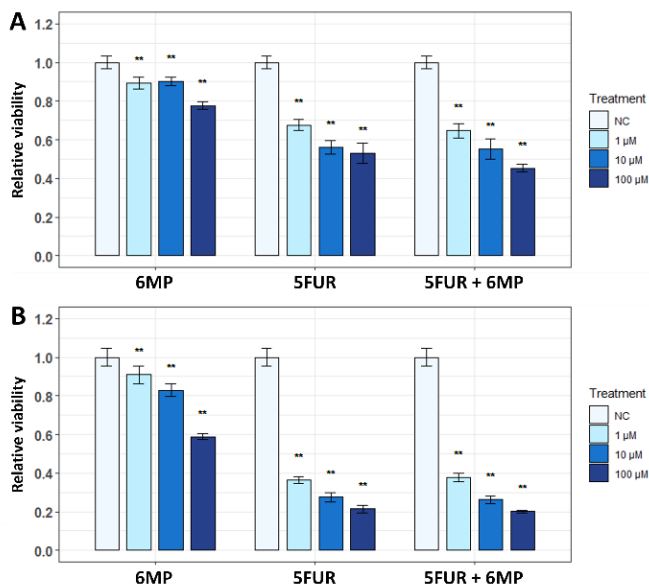 A
Relative viability
1.2
1.0
0.8
0.6
0.4
0.2
0.0
** ** **
** ** **
** ** **
6MP 5FUR 5FUR + 6MP
Treatment
NC
1 µM
10 µM
100 µM
B
Relative viability
1.2
1.0
0.8
0.6
0.4
0.2
0.0
** ** **
** ** **
** ** **
6MP 5FUR 5FUR + 6MP
Treatment
NC
1 µM
10 µM
100 µM